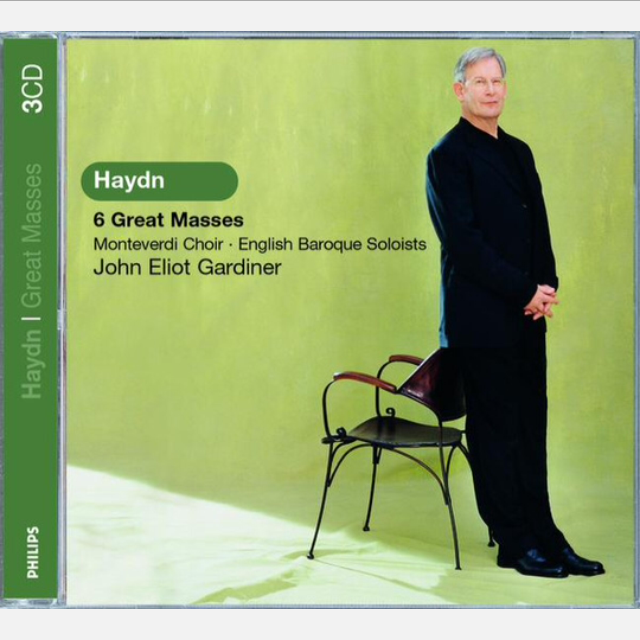 3CD
Haydn | Great Masses
PHILIPS
Haydn
6 Great Masses
Monteverdi Choir · English Baroque Soloists
John Eliot Gardiner